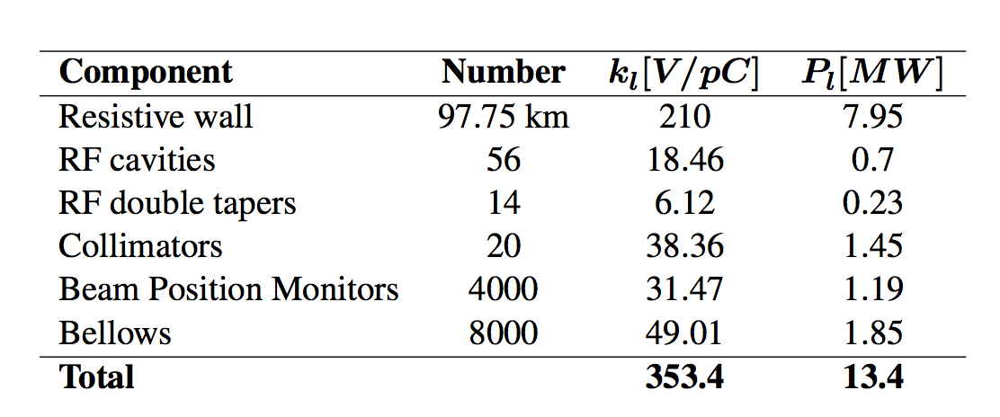 Component Number k_l[V/pC] P_l[MW]
Resistive wall 97.75 km 210 7.95
RF cavities 56 18.46 0.7
RF double tapers 14 6.12 0.23
Collimators 20 38.36 1.45
Beam Position Monitors 4000 31.47 1.19
Bellows 8000 49.01 1.85
Total 353.4 13.4